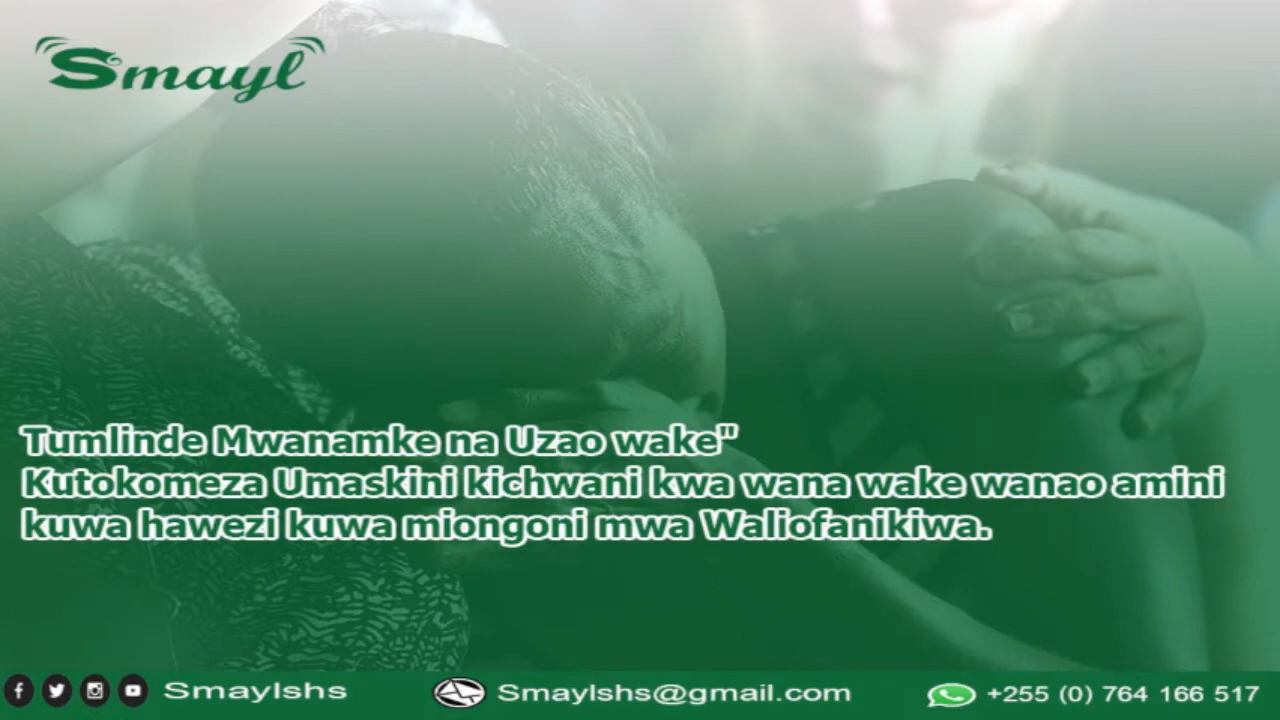 Smayl
Tumlinde Mwanamke na Uzao wake"
Kutokomeza Umaskini kichwani kwa wana wake wanao amini
kuwa hawezi kuwa miongoni mwa Waliofanikiwa.
Smaylshs Smaylshs@gmail.com +255 (0) 764 166 517